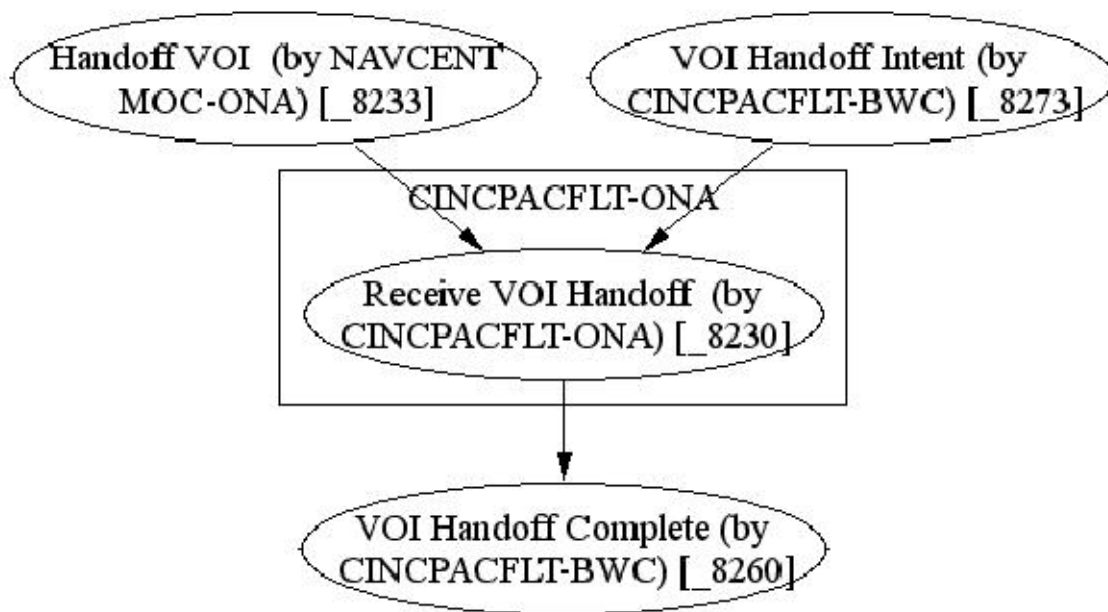 Handoff VOI (by NAVCENT
MOC-ONA) [_8233]
VOI Handoff Intent (by
CINCPACFLT-BWC) [_8273]
CINCPACFLT-ONA
Receive VOI Handoff (by
CINCPACFLT-ONA) [_8230]
VOI Handoff Complete (by
CINCPACFLT-BWC) [_8260]